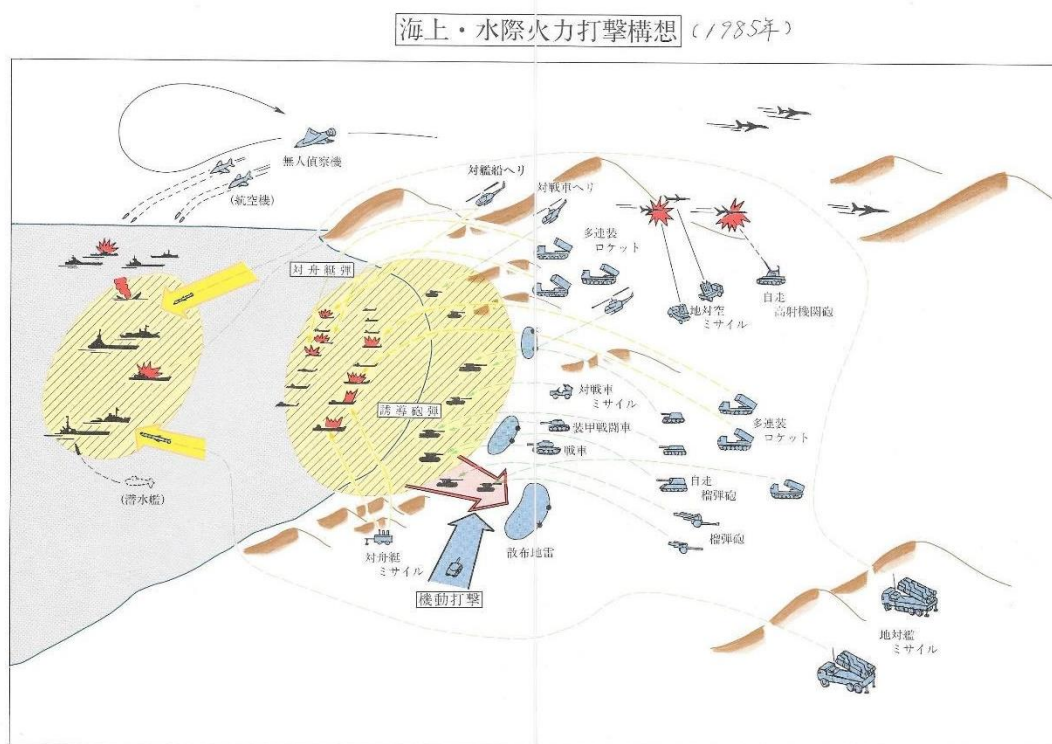 海上・水際火力打撃構想 (1985年)
無人偵察機
(航空機)
対艦船ヘリ
対戦車ヘリ
多連装
ロケット
地対空
ミサイル
自走
高射機関砲
対舟艇弾
誘導砲弾
対戦車
ミサイル
装甲戦闘車
戦車
多連装
ロケット
自走
榴弾砲
榴弾砲
(潜水艦)
対舟艇
ミサイル
散布地雷
機動打撃
地対艦
ミサイル